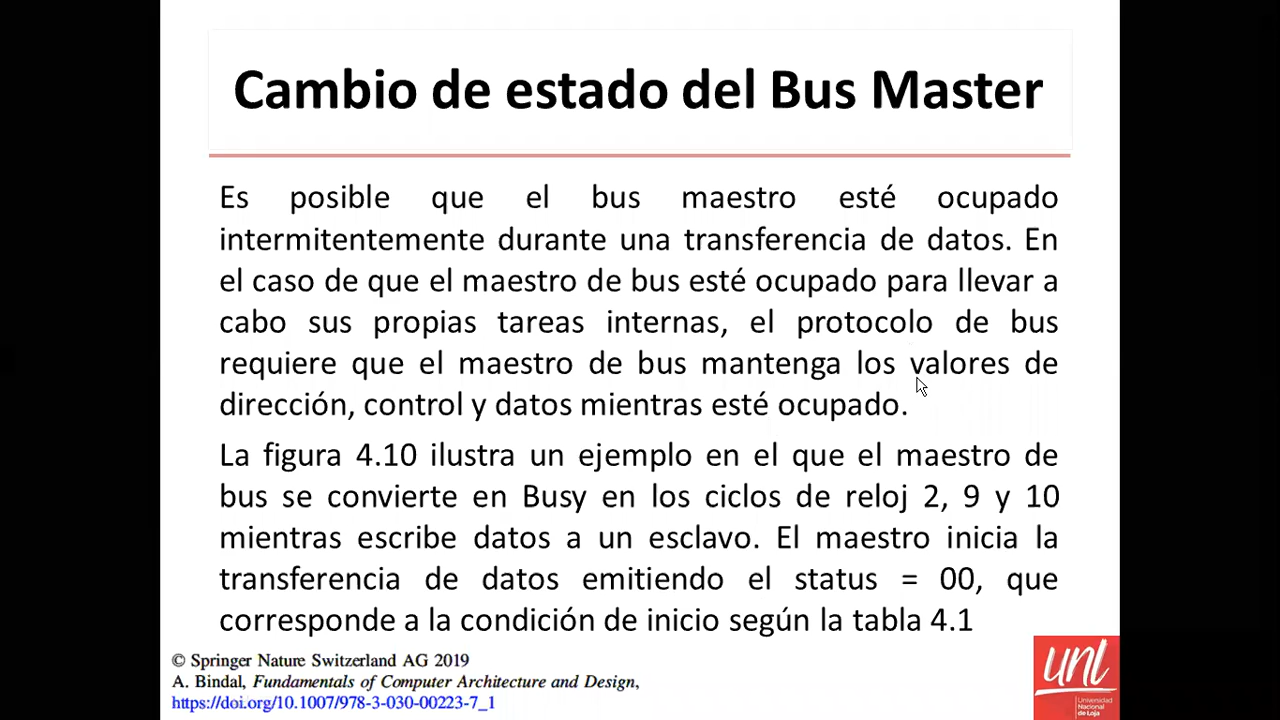 Cambio de estado del Bus Master
Es posible que el bus maestro esté ocupado
intermitentemente durante una transferencia de datos. En
el caso de que el maestro de bus esté ocupado para llevar a
cabo sus propias tareas internas, el protocolo de bus
requiere que el maestro de bus mantenga los valores de
dirección, control y datos mientras esté ocupado.
La figura 4.10 ilustra un ejemplo en el que el maestro de
bus se convierte en Busy en los ciclos de reloj 2, 9 y 10
mientras escribe datos a un esclavo. El maestro inicia la
transferencia de datos emitiendo el status = 00, que
corresponde a la condición de inicio según la tabla 4.1
© Springer Nature Switzerland AG 2019
A. Bindal, Fundamentals of Computer Architecture and Design,
https://doi.org/10.1007/978-3-030-00223-7_1
unl
Universidad
Nacional
de Loja